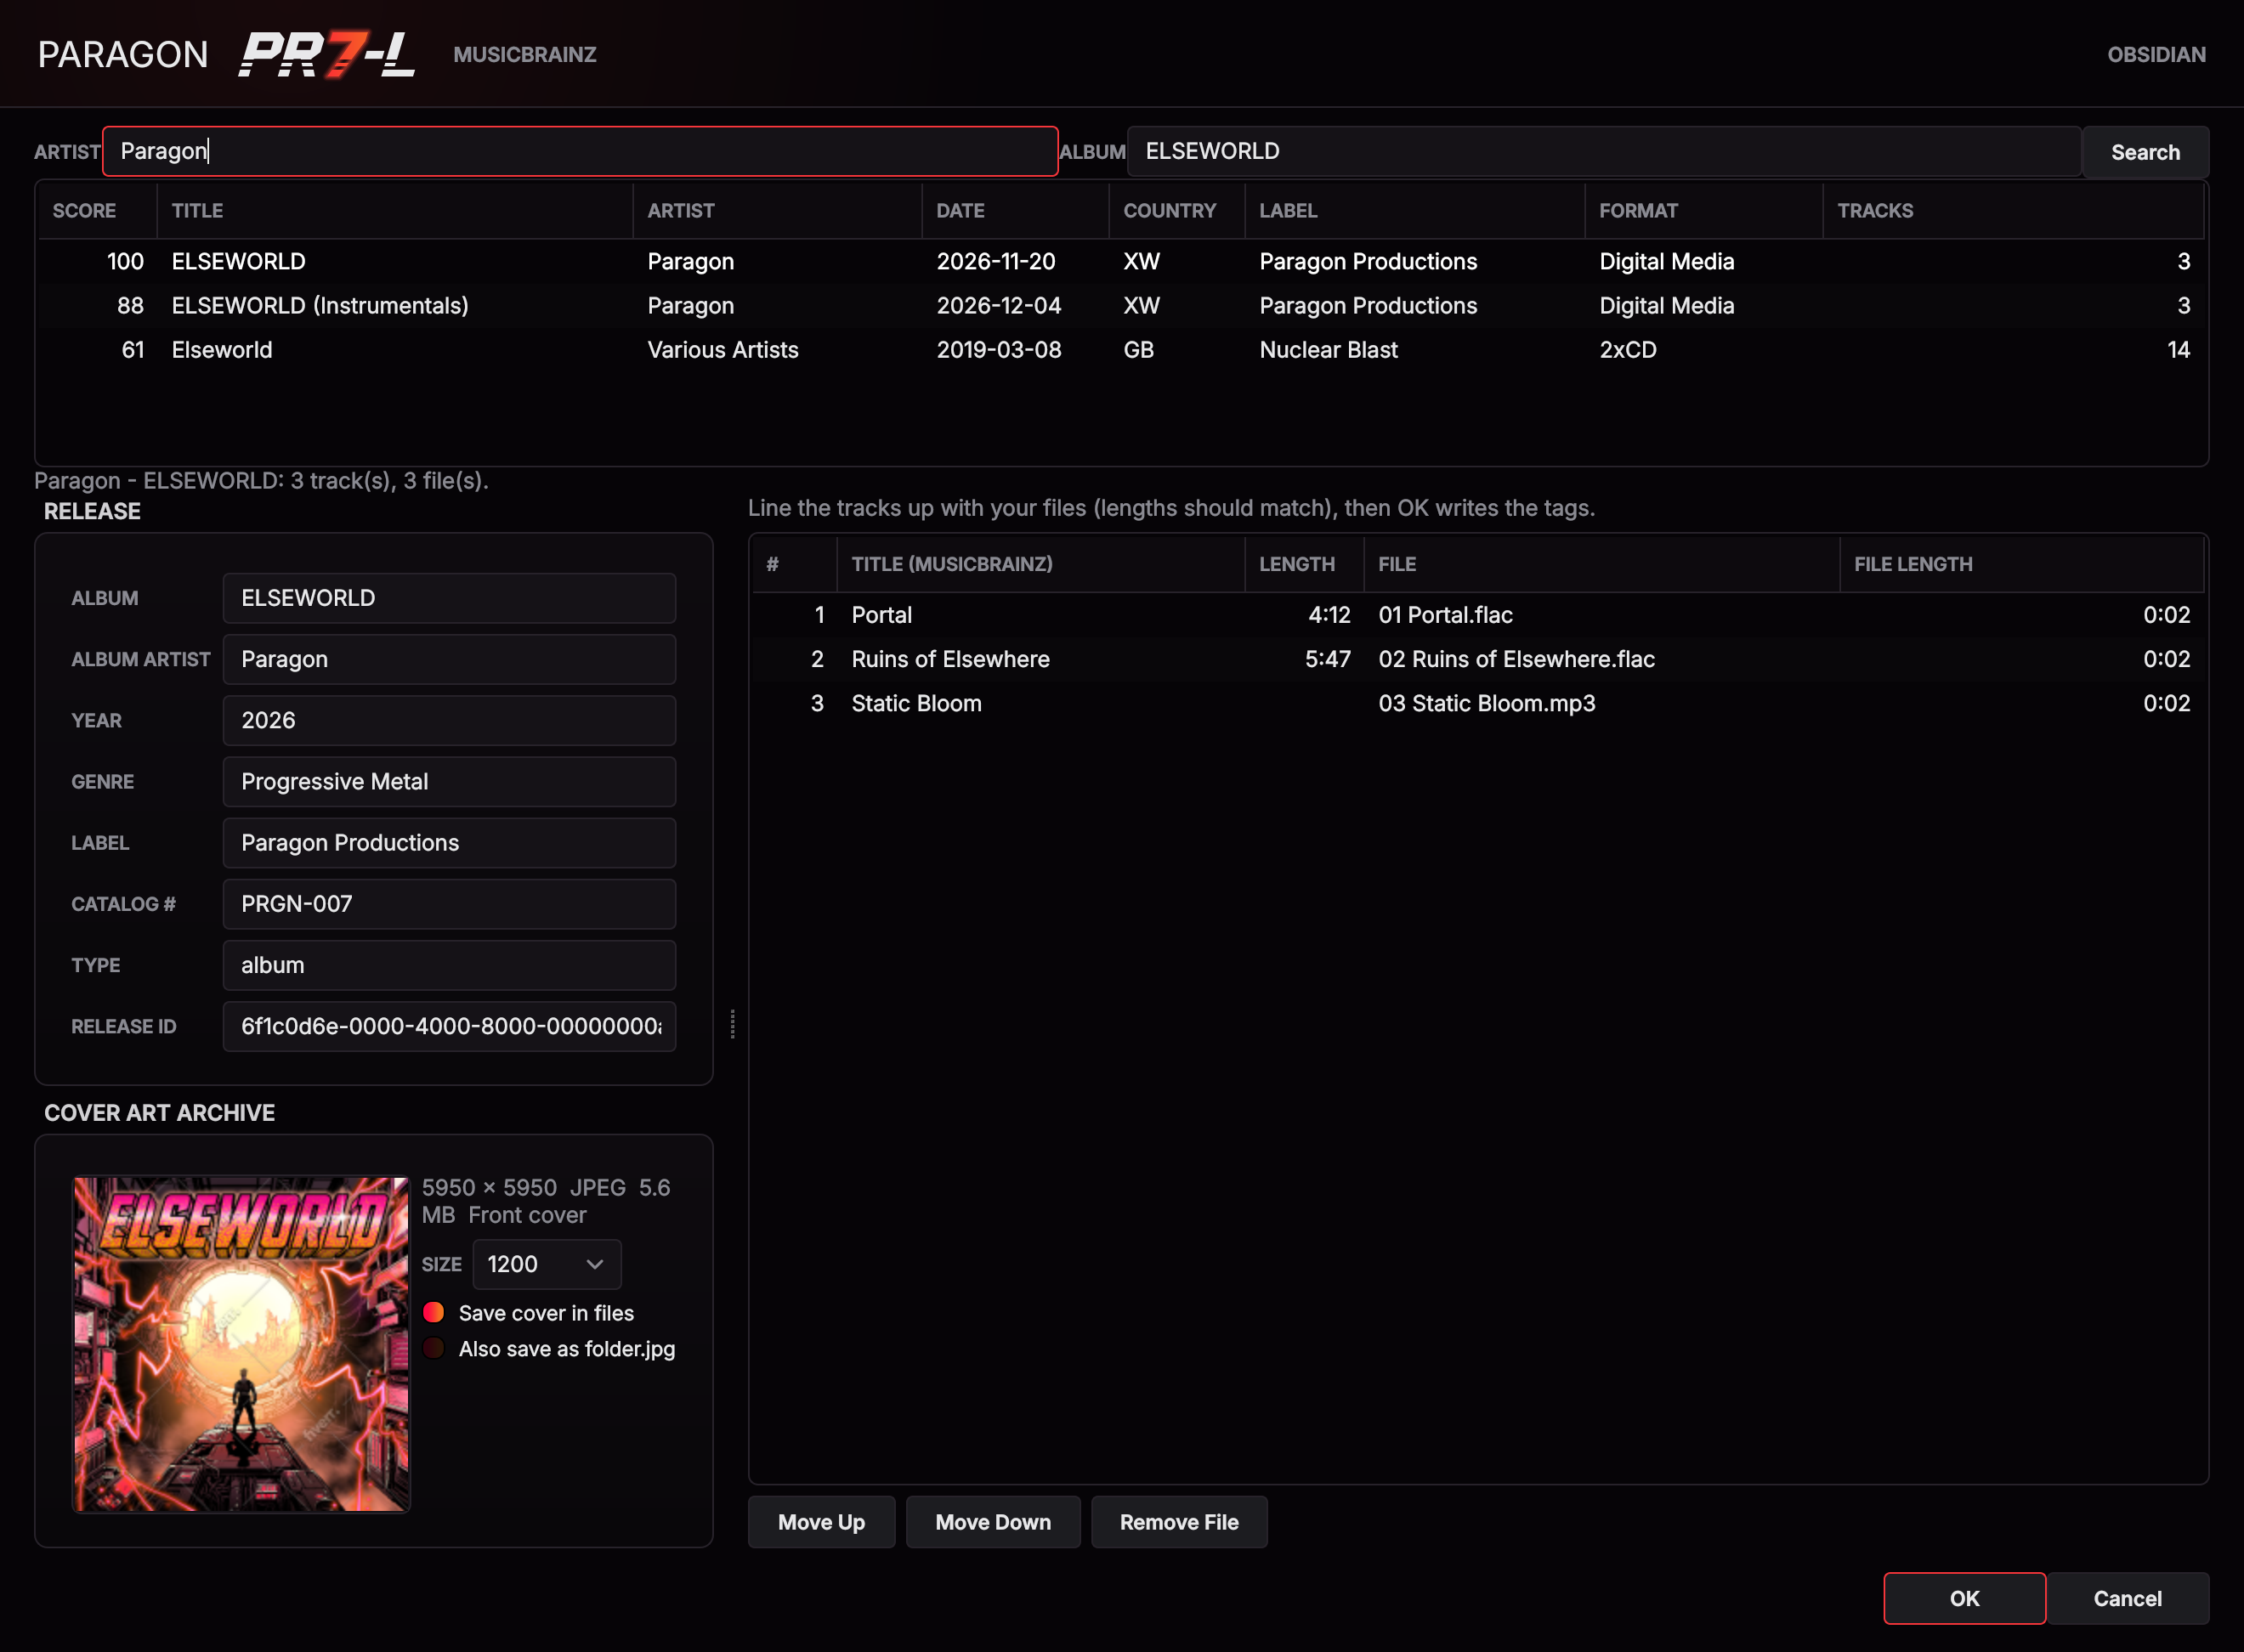 PARAGON PR7-L MUSICBRAINZ OBSIDIAN
ARTIST Paragon ALBUM ELSEWORLD Search
SCORE TITLE ARTIST DATE COUNTRY LABEL FORMAT TRACKS
100 ELSEWORLD Paragon 2026-11-20 XW Paragon Productions Digital Media 3
88 ELSEWORLD (Instrumentals) Paragon 2026-12-04 XW Paragon Productions Digital Media 3
61 Elseworld Various Artists 2019-03-08 GB Nuclear Blast 2xCD 14
Paragon - ELSEWORLD: 3 track(s), 3 file(s).
RELEASE
ALBUM ELSEWORLD
ALBUM ARTIST Paragon
YEAR 2026
GENRE Progressive Metal
LABEL Paragon Productions
CATALOG # PRGN-007
TYPE album
RELEASE ID 6f1c0d6e-0000-4000-8000-00000000
COVER ART ARCHIVE
ELSEWORLD
5950 × 5950 JPEG 5.6
MB Front cover
SIZE 1200
Save cover in files
Also save as folder.jpg
Line the tracks up with your files (lengths should match), then OK writes the tags.
# TITLE (MUSICBRAINZ) LENGTH FILE FILE LENGTH
1 Portal 4:12 01 Portal.flac 0:02
2 Ruins of Elsewhere 5:47 02 Ruins of Elsewhere.flac 0:02
3 Static Bloom 03 Static Bloom.mp3 0:02
Move Up Move Down Remove File
OK Cancel